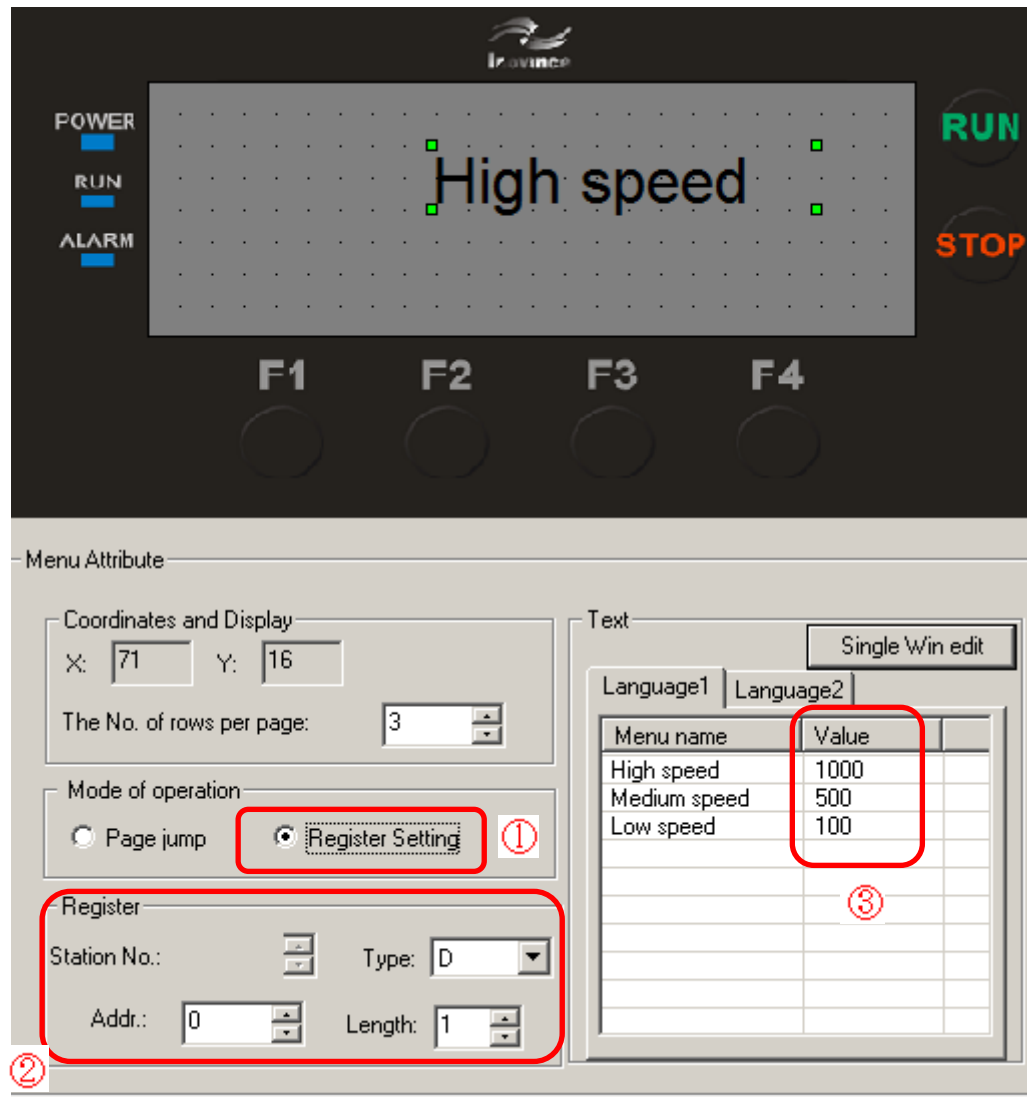 Inovance
POWER
RUN
RUN
High speed
ALARM
STOP
F1 F2 F3 F4
Menu Attribute
Coordinates and Display
X: 71 Y: 16
The No. of rows per page: 3
Mode of operation
Page jump Register Setting ①
Register
Station No.: Type: D
Addr.: 0 Length: 1
②
Text
Single Win edit
Language1 Language2
Menu name Value
High speed 1000
Medium speed 500
Low speed 100
③